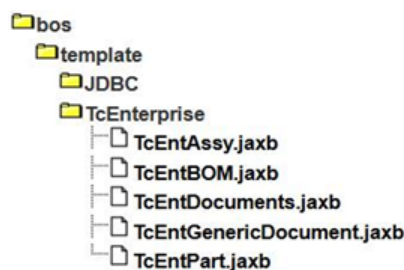 bos
template
JDBC
TcEnterprise
TcEntAssy.jaxb
TcEntBOM.jaxb
TcEntDocuments.jaxb
TcEntGenericDocument.jaxb
TcEntPart.jaxb